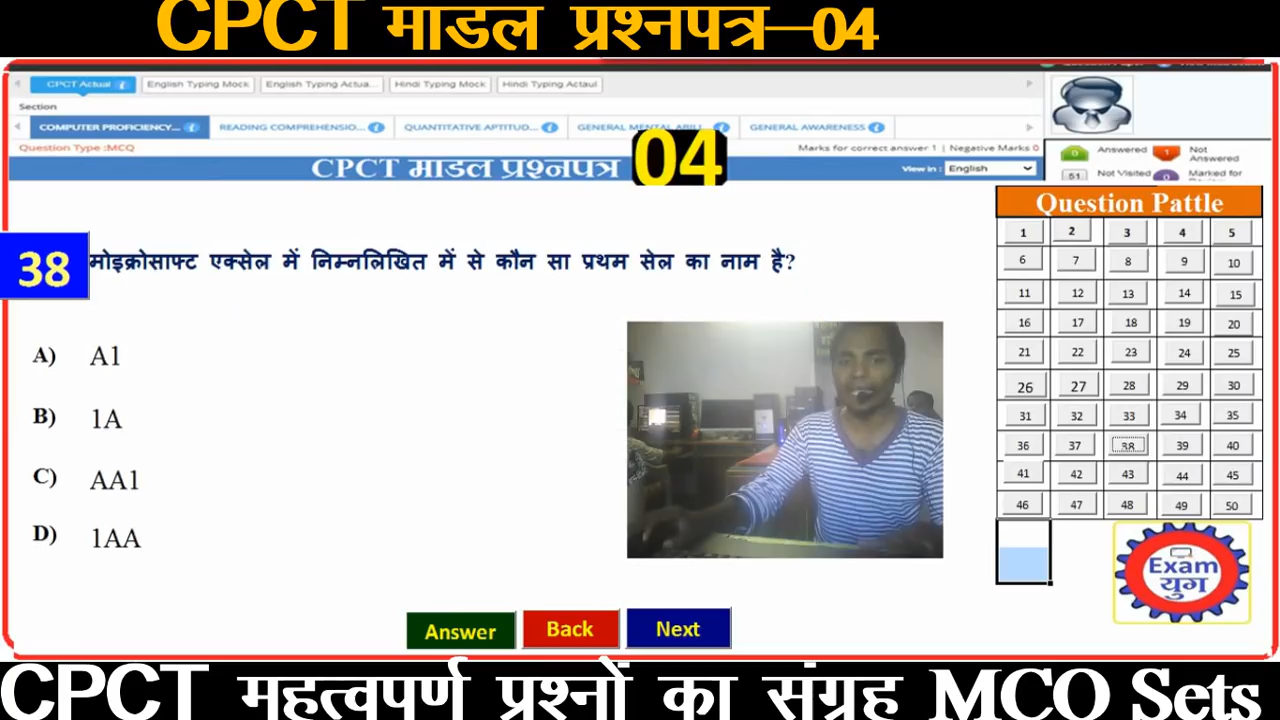 CPCT माडल प्रश्नपत्र–04
CPCT Actual English Typing Mock English Typing Actua... Hindi Typing Mock Hindi Typing Actaul
Section
COMPUTER PROFICIENCY... READING COMPREHENSIO... QUANTITATIVE APTITUD... GENERAL MENTAL ABILI... GENERAL AWARENESS
Question Type :MCQ Marks for correct answer 1 | Negative Marks 0
CPCT माडल प्रश्नपत्र 04 View in : English
0 Answered 1 Not Answered
51 Not Visited 0 Marked for
Question Pattle
1 2 3 4 5
6 7 8 9 10
11 12 13 14 15
16 17 18 19 20
21 22 23 24 25
26 27 28 29 30
31 32 33 34 35
36 37 38 39 40
41 42 43 44 45
46 47 48 49 50
38 मोइक्रोसाफ्ट एक्सेल में निम्नलिखित में से कौन सा प्रथम सेल का नाम है?
A) A1
B) 1A
C) AA1
D) 1AA
Exam
युग
Answer Back Next
CPCT महत्वपर्ण प्रश्नों का संग्रह MCQ Sets